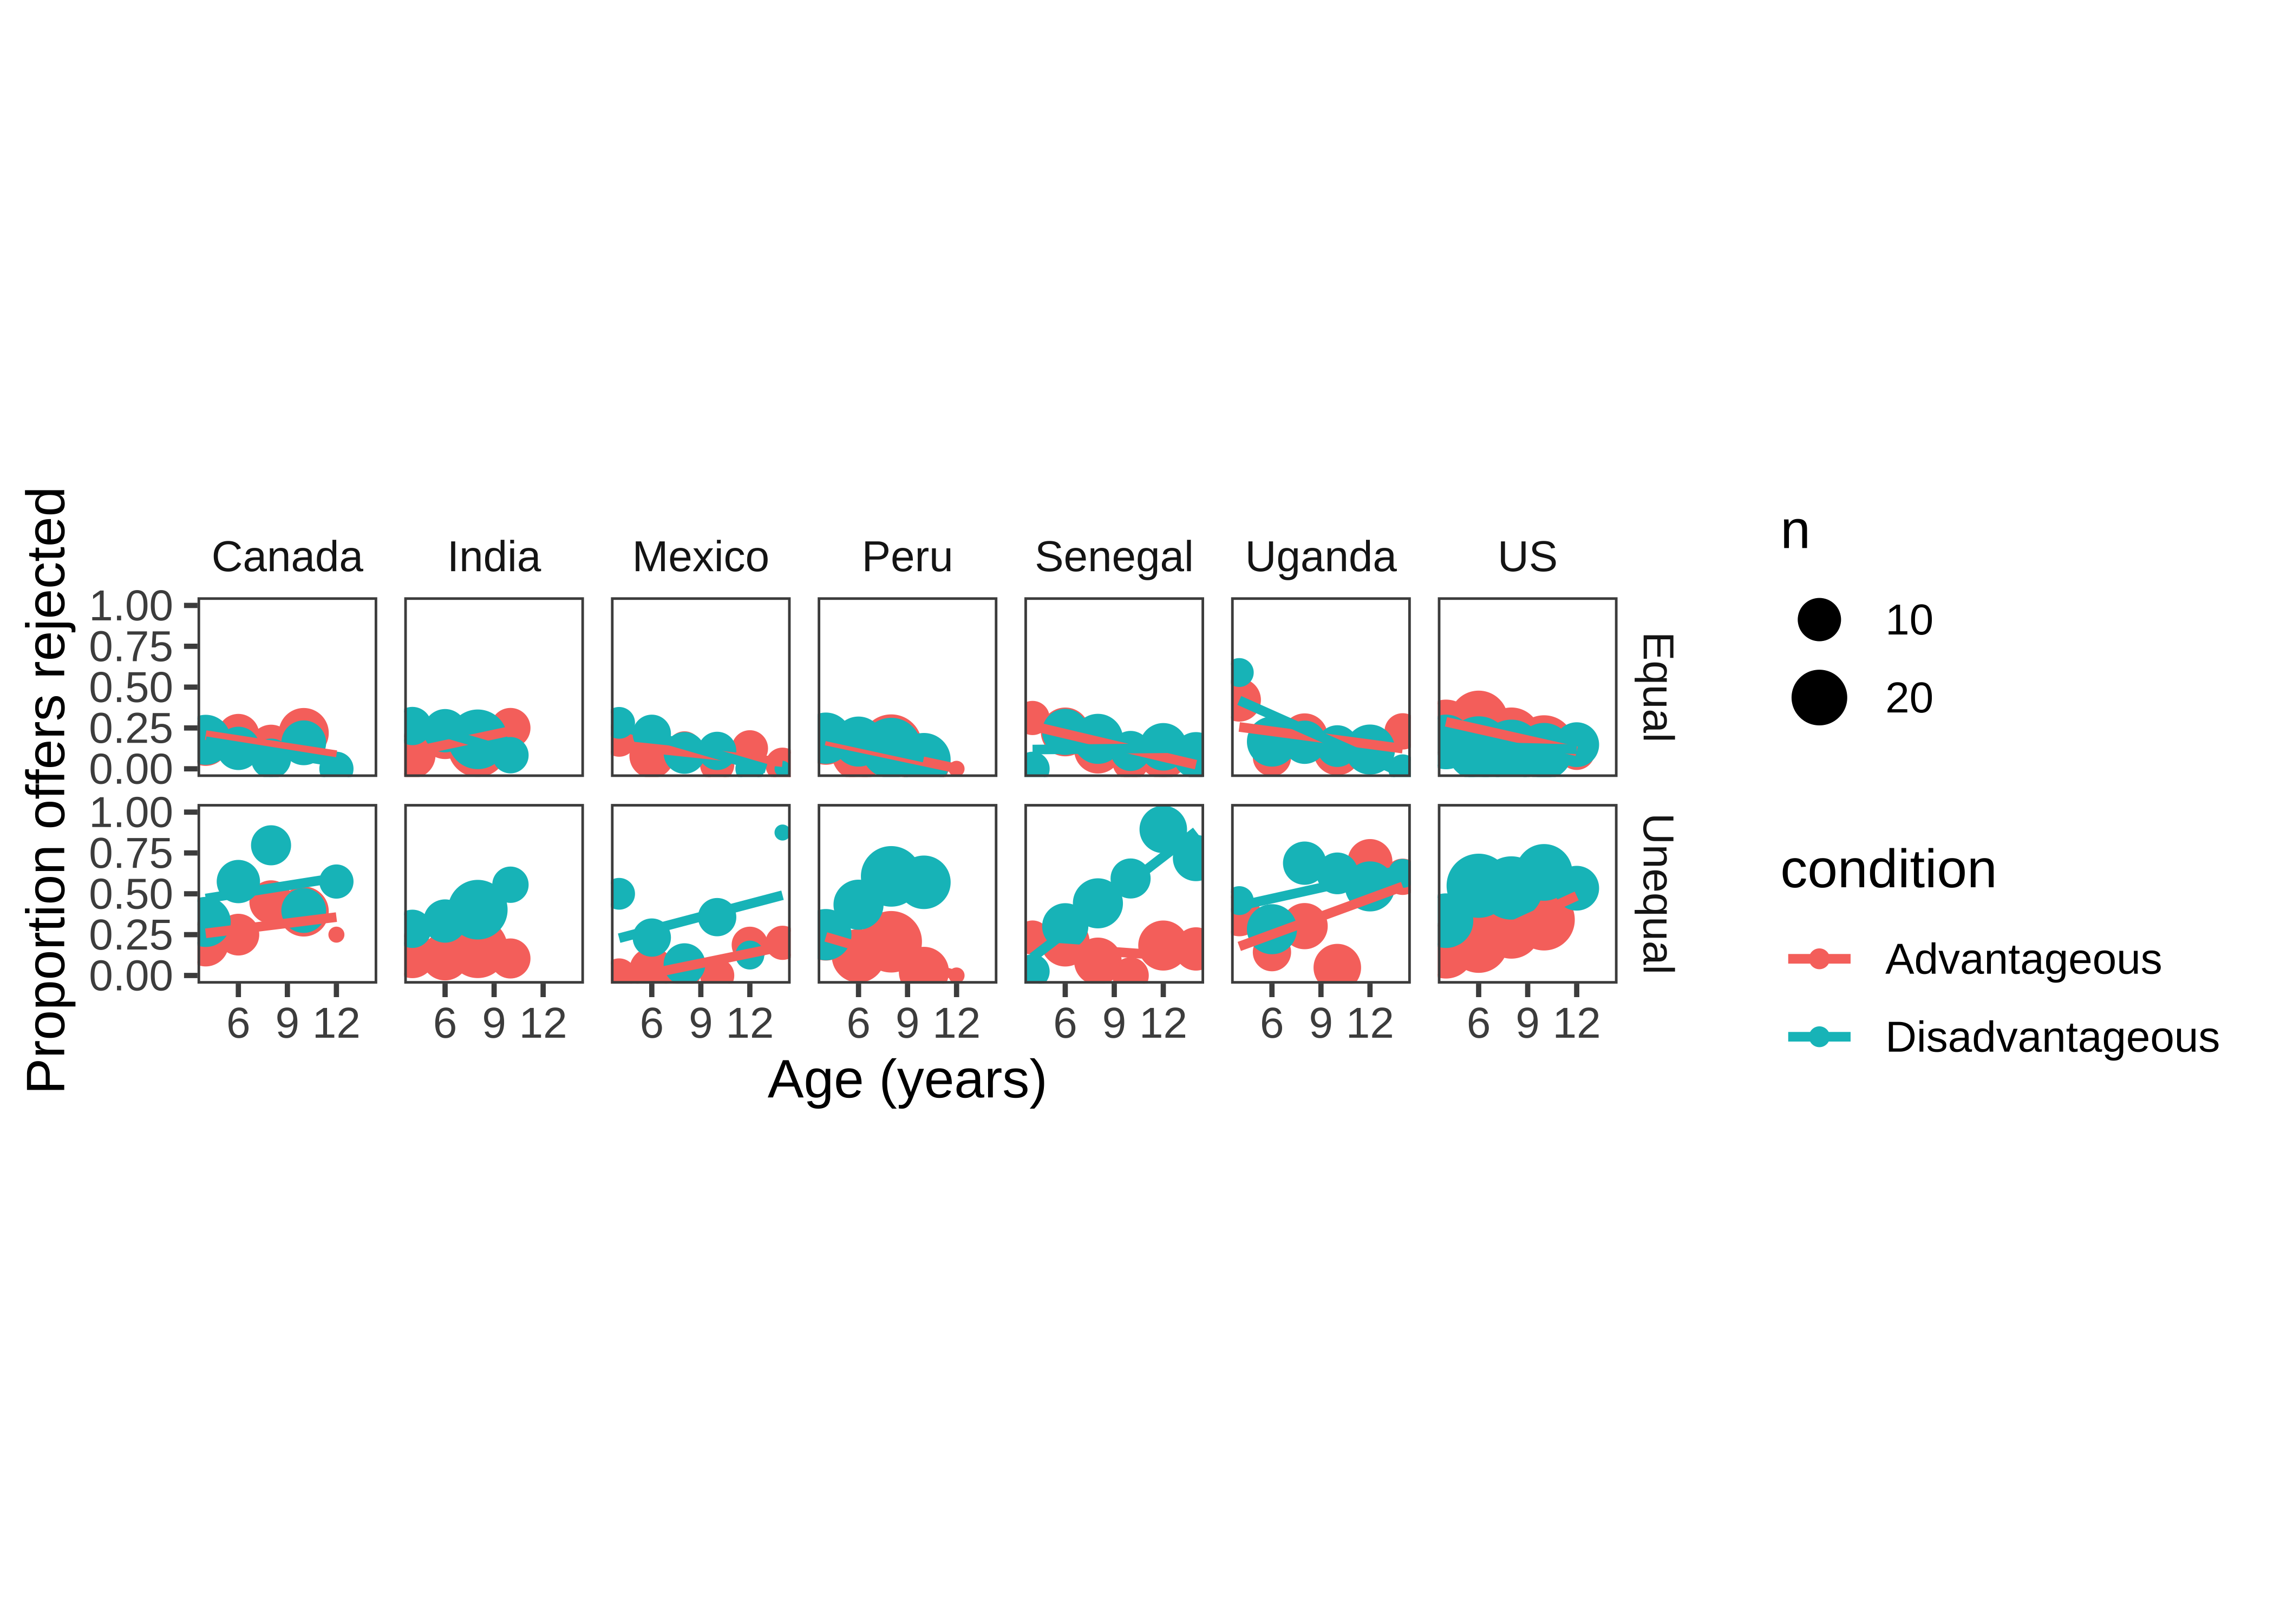 Proportion offers rejected
Canada India Mexico Peru Senegal Uganda US
1.00
0.75
0.50
0.25
0.00
Equal
1.00
0.75
0.50
0.25
0.00
Unequal
6 9 12 6 9 12 6 9 12 6 9 12 6 9 12 6 9 12 6 9 12
Age (years)
n
10
20
condition
Advantageous
Disadvantageous